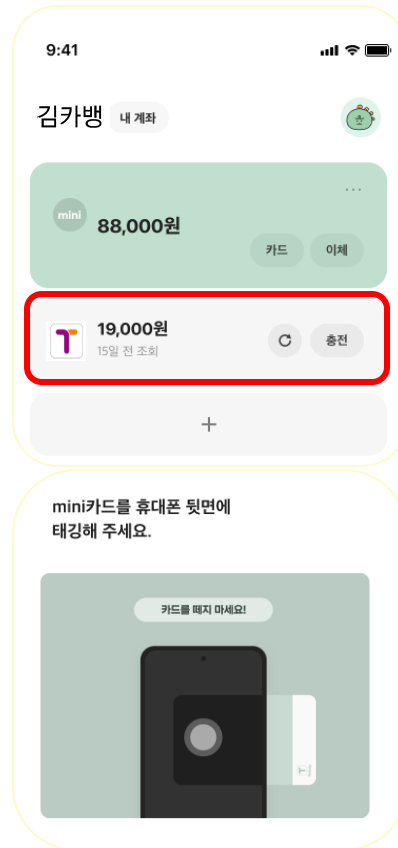 9:41
김카뱅 내 계좌
mini
88,000원
카드 이체
T 19,000원
15일 전 조회
충전
mini카드를 휴대폰 뒷면에
태깅해 주세요.
카드를 떼지 마세요!